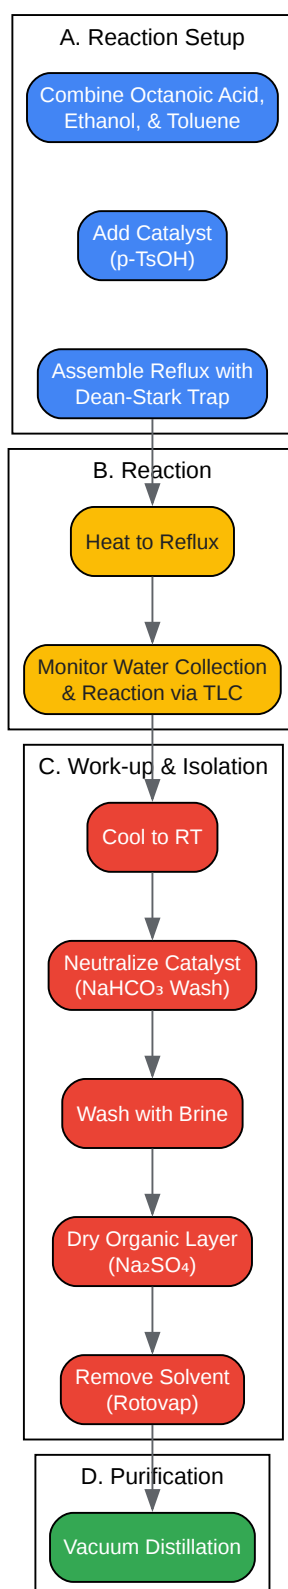 A. Reaction Setup
Combine Octanoic Acid,
Ethanol, & Toluene
Add Catalyst
(p-TsOH)
Assemble Reflux with
Dean-Stark Trap
B. Reaction
Heat to Reflux
Monitor Water Collection
& Reaction via TLC
C. Work-up & Isolation
Cool to RT
Neutralize Catalyst
(NaHCO₃ Wash)
Wash with Brine
Dry Organic Layer
(Na₂SO₄)
Remove Solvent
(Rotovap)
D. Purification
Vacuum Distillation